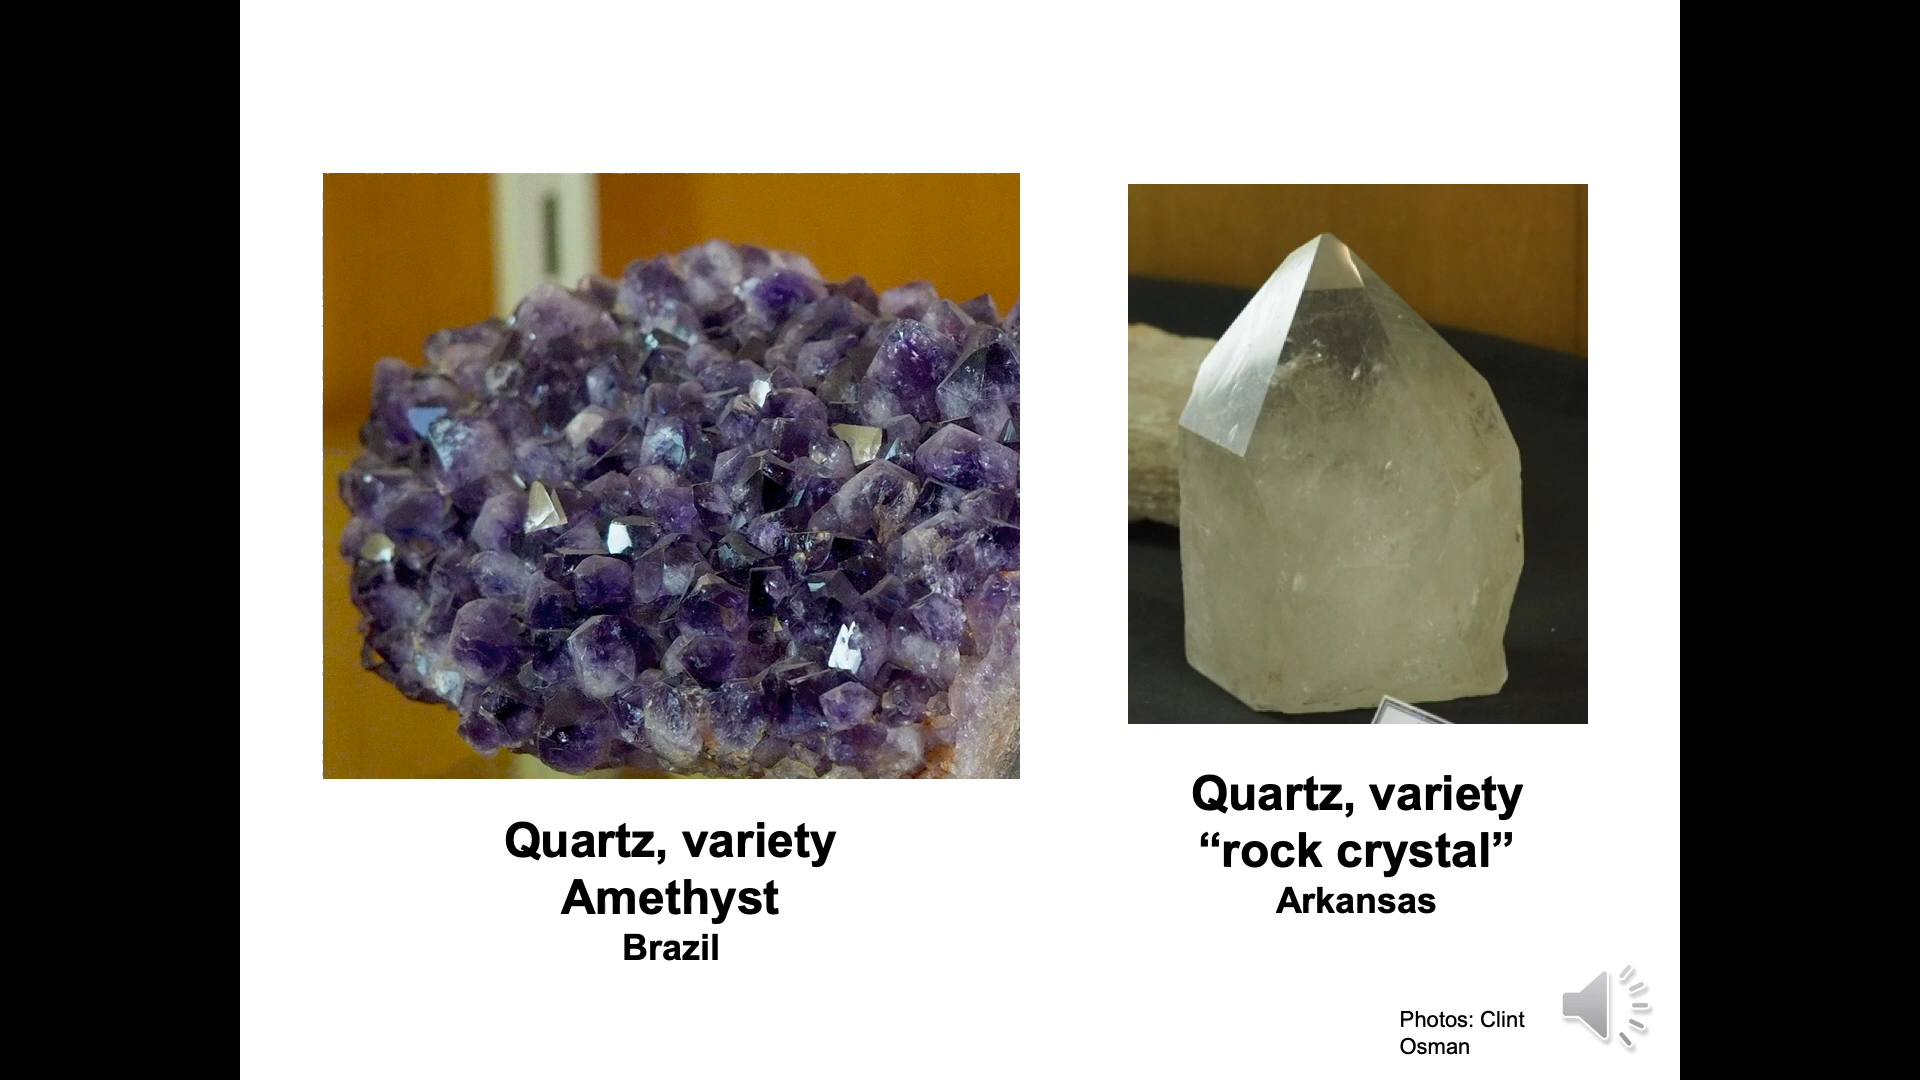 Quartz, variety
Amethyst
Brazil
Quartz, variety
“rock crystal”
Arkansas
Photos: Clint
Osman